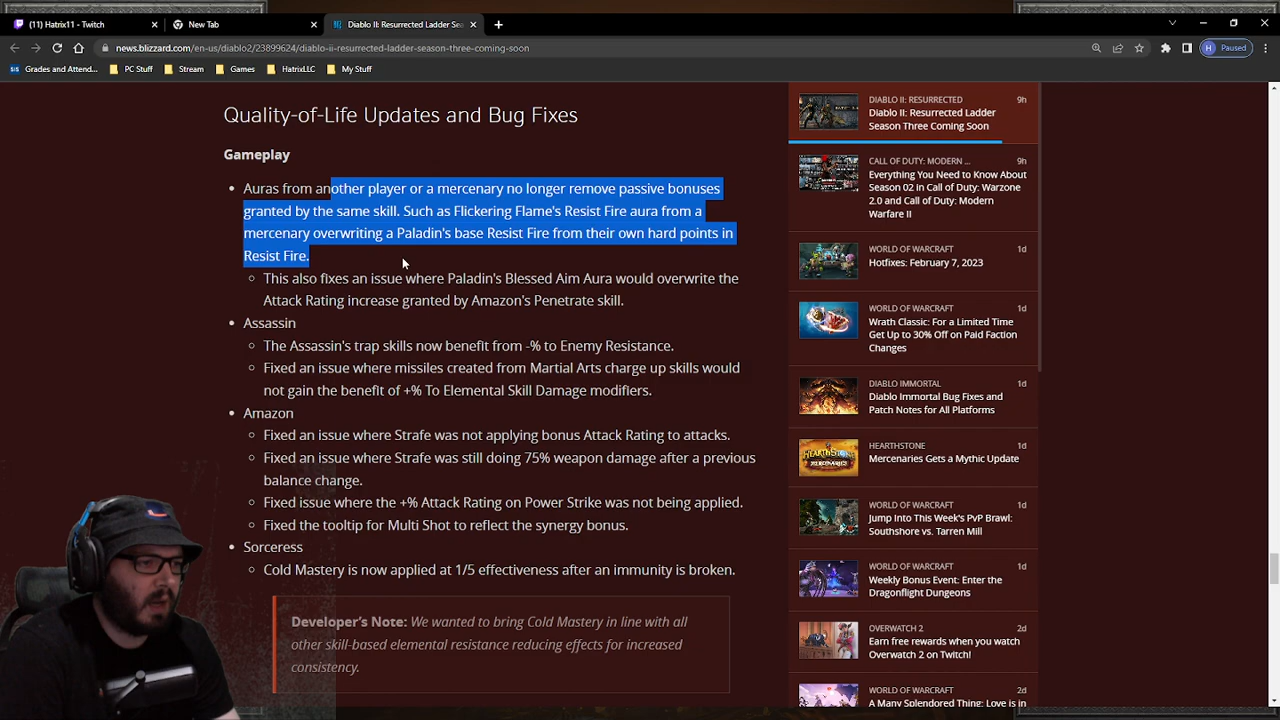 (11) Hatrix11 - Twitch
New Tab
Diablo II: Resurrected Ladder Sea
news.blizzard.com/en-us/diablo2/23899624/diablo-ii-resurrected-ladder-season-three-coming-soon
H Paused
SIS Grades and Attend...
PC Stuff
Stream
Games
HatrixLLC
My Stuff
Quality-of-Life Updates and Bug Fixes
Gameplay
Auras from another player or a mercenary no longer remove passive bonuses
granted by the same skill. Such as Flickering Flame's Resist Fire aura from a
mercenary overwriting a Paladin's base Resist Fire from their own hard points in
Resist Fire.
This also fixes an issue where Paladin's Blessed Aim Aura would overwrite the
Attack Rating increase granted by Amazon's Penetrate skill.
Assassin
The Assassin's trap skills now benefit from -% to Enemy Resistance.
Fixed an issue where missiles created from Martial Arts charge up skills would
not gain the benefit of +% To Elemental Skill Damage modifiers.
Amazon
Fixed an issue where Strafe was not applying bonus Attack Rating to attacks.
Fixed an issue where Strafe was still doing 75% weapon damage after a previous
balance change.
Fixed issue where the +% Attack Rating on Power Strike was not being applied.
Fixed the tooltip for Multi Shot to reflect the synergy bonus.
Sorceress
Cold Mastery is now applied at 1/5 effectiveness after an immunity is broken.
Developer's Note: We wanted to bring Cold Mastery in line with all
other skill-based elemental resistance reducing effects for increased
consistency.
DIABLO II: RESURRECTED 9h
Diablo II: Resurrected Ladder
Season Three Coming Soon
CALL OF DUTY: MODERN ... 9h
Everything You Need to Know About
Season 02 in Call of Duty: Warzone
2.0 and Call of Duty: Modern
Warfare II
WORLD OF WARCRAFT 1d
Hotfixes: February 7, 2023
WORLD OF WARCRAFT 1d
Wrath Classic: For a Limited Time
Get Up to 30% Off on Paid Faction
Changes
DIABLO IMMORTAL 1d
Diablo Immortal Bug Fixes and
Patch Notes for All Platforms
HEARTHSTONE 1d
Mercenaries Gets a Mythic Update
WORLD OF WARCRAFT 1d
Jump Into This Week's PvP Brawl:
Southshore vs. Tarren Mill
WORLD OF WARCRAFT 1d
Weekly Bonus Event: Enter the
Dragonflight Dungeons
OVERWATCH 2 2d
Earn free rewards when you watch
Overwatch 2 on Twitch!
WORLD OF WARCRAFT 2d
A Many Splendored Thing: Love is in